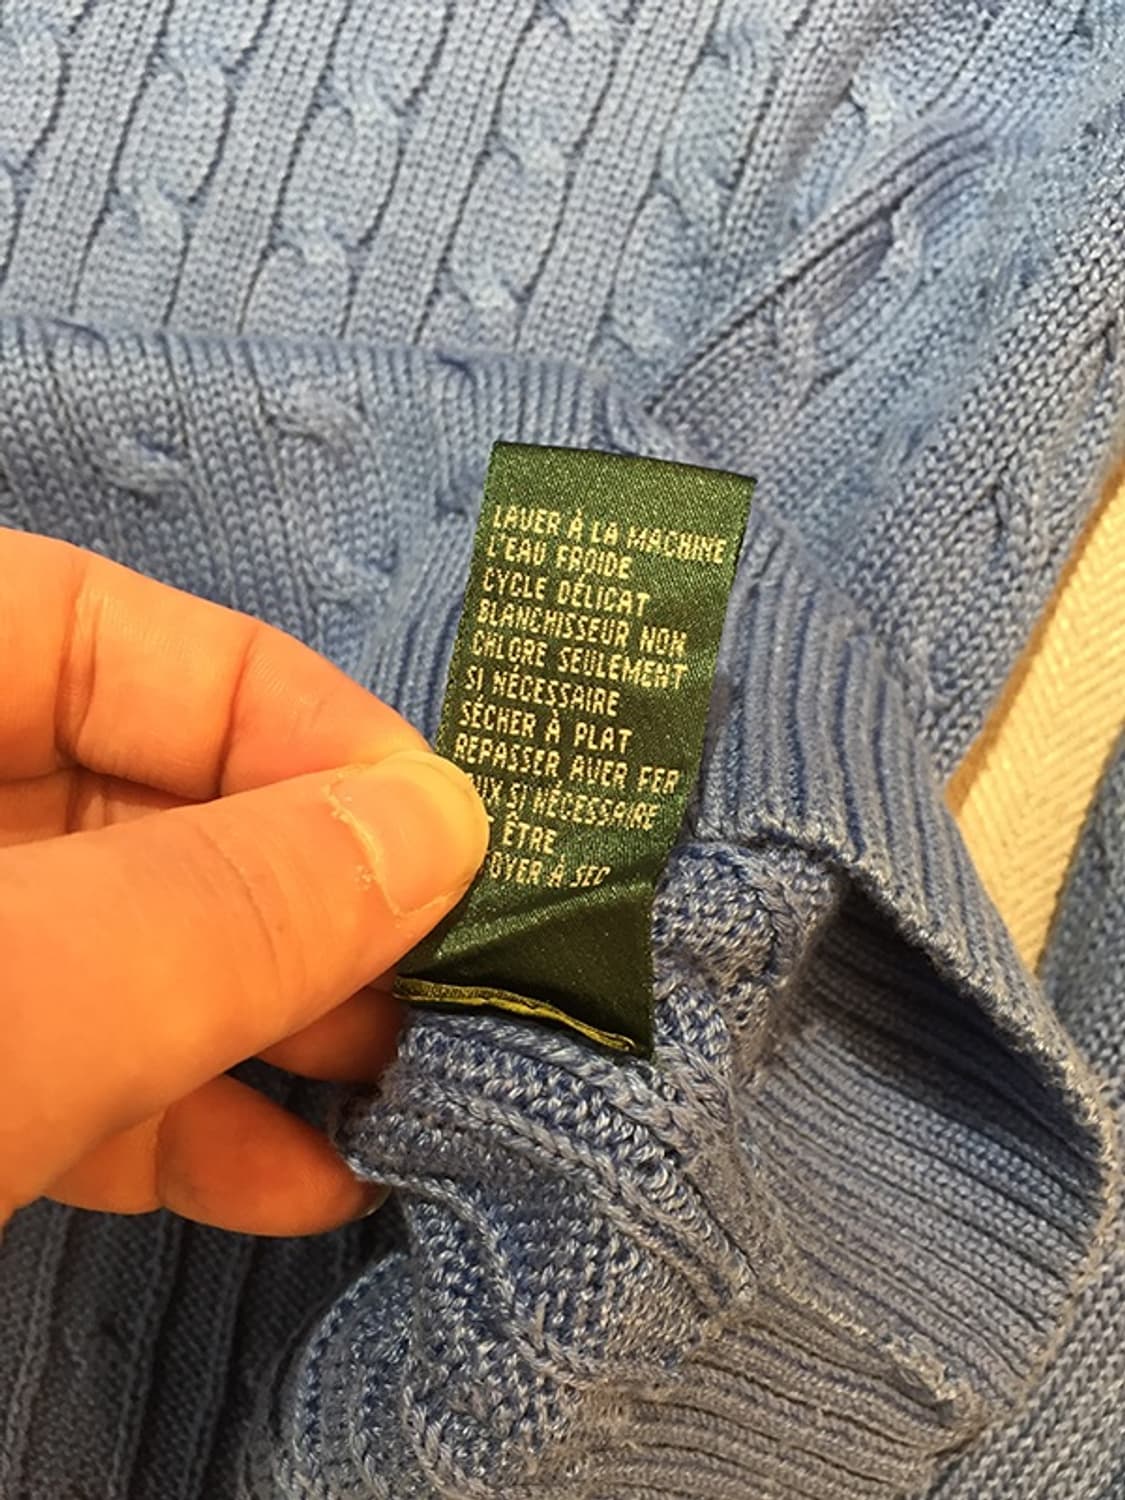 LAVER À LA MACHINE
L'EAU FROIDE
CYCLE DÉLICAT
BLANCHISSEUR NON
CHLORE SEULEMENT
SI NÉCESSAIRE
SÉCHER À PLAT
REPASSER AVER FER
SI NÉCESSAIRE
ÊTRE
À SEC